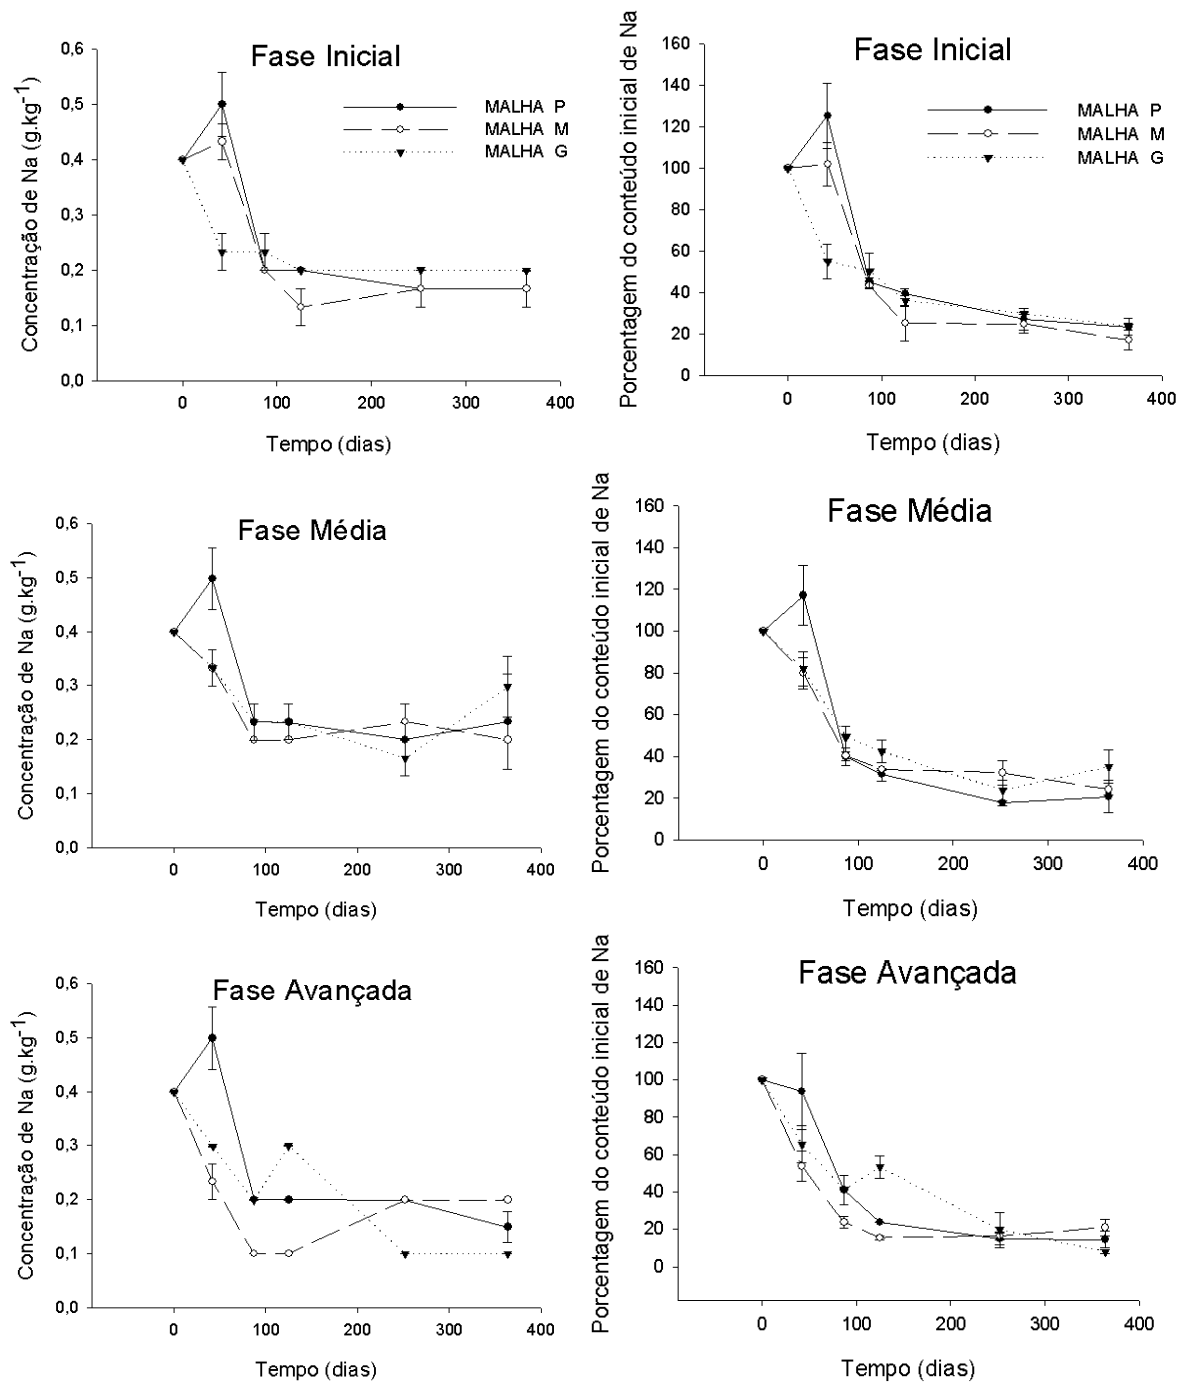 Fase Inicial
Concentração de Na (g.kg-1)
0,6
0,5
0,4
0,3
0,2
0,1
0,0
MALHA P
MALHA M
MALHA G
0 100 200 300 400
Tempo (dias)
Fase Inicial
Porcentagem do conteúdo inicial de Na
160
140
120
100
80
60
40
20
0
MALHA P
MALHA M
MALHA G
0 100 200 300 400
Tempo (dias)
Fase Média
Concentração de Na (g.kg-1)
0,6
0,5
0,4
0,3
0,2
0,1
0,0
0 100 200 300 400
Tempo (dias)
Fase Média
Porcentagem do conteúdo inicial de Na
160
140
120
100
80
60
40
20
0
0 100 200 300 400
Tempo (dias)
Fase Avançada
Concentração de Na (g.kg-1)
0,6
0,5
0,4
0,3
0,2
0,1
0,0
0 100 200 300 400
Tempo (dias)
Fase Avançada
Porcentagem do conteúdo inicial de Na
160
140
120
100
80
60
40
20
0
0 100 200 300 400
Tempo (dias)